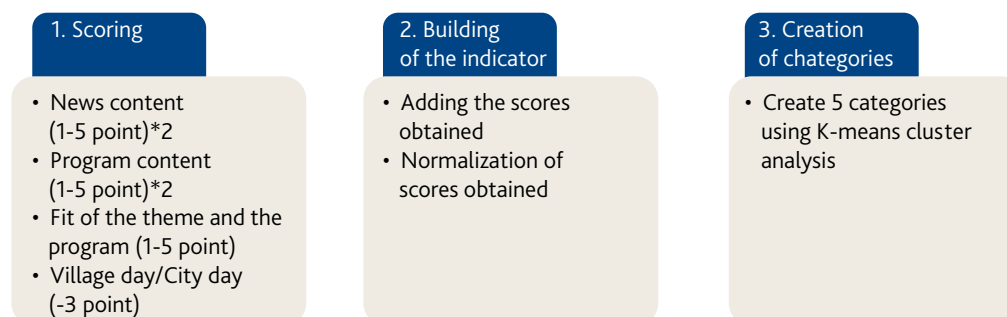 1. Scoring
• News content
(1-5 point)*2
• Program content
(1-5 point)*2
• Fit of the theme and the
program (1-5 point)
• Village day/City day
(-3 point)
2. Building
of the indicator
• Adding the scores
obtained
• Normalization of
scores obtained
3. Creation
of chategories
• Create 5 categories
using K-means cluster
analysis